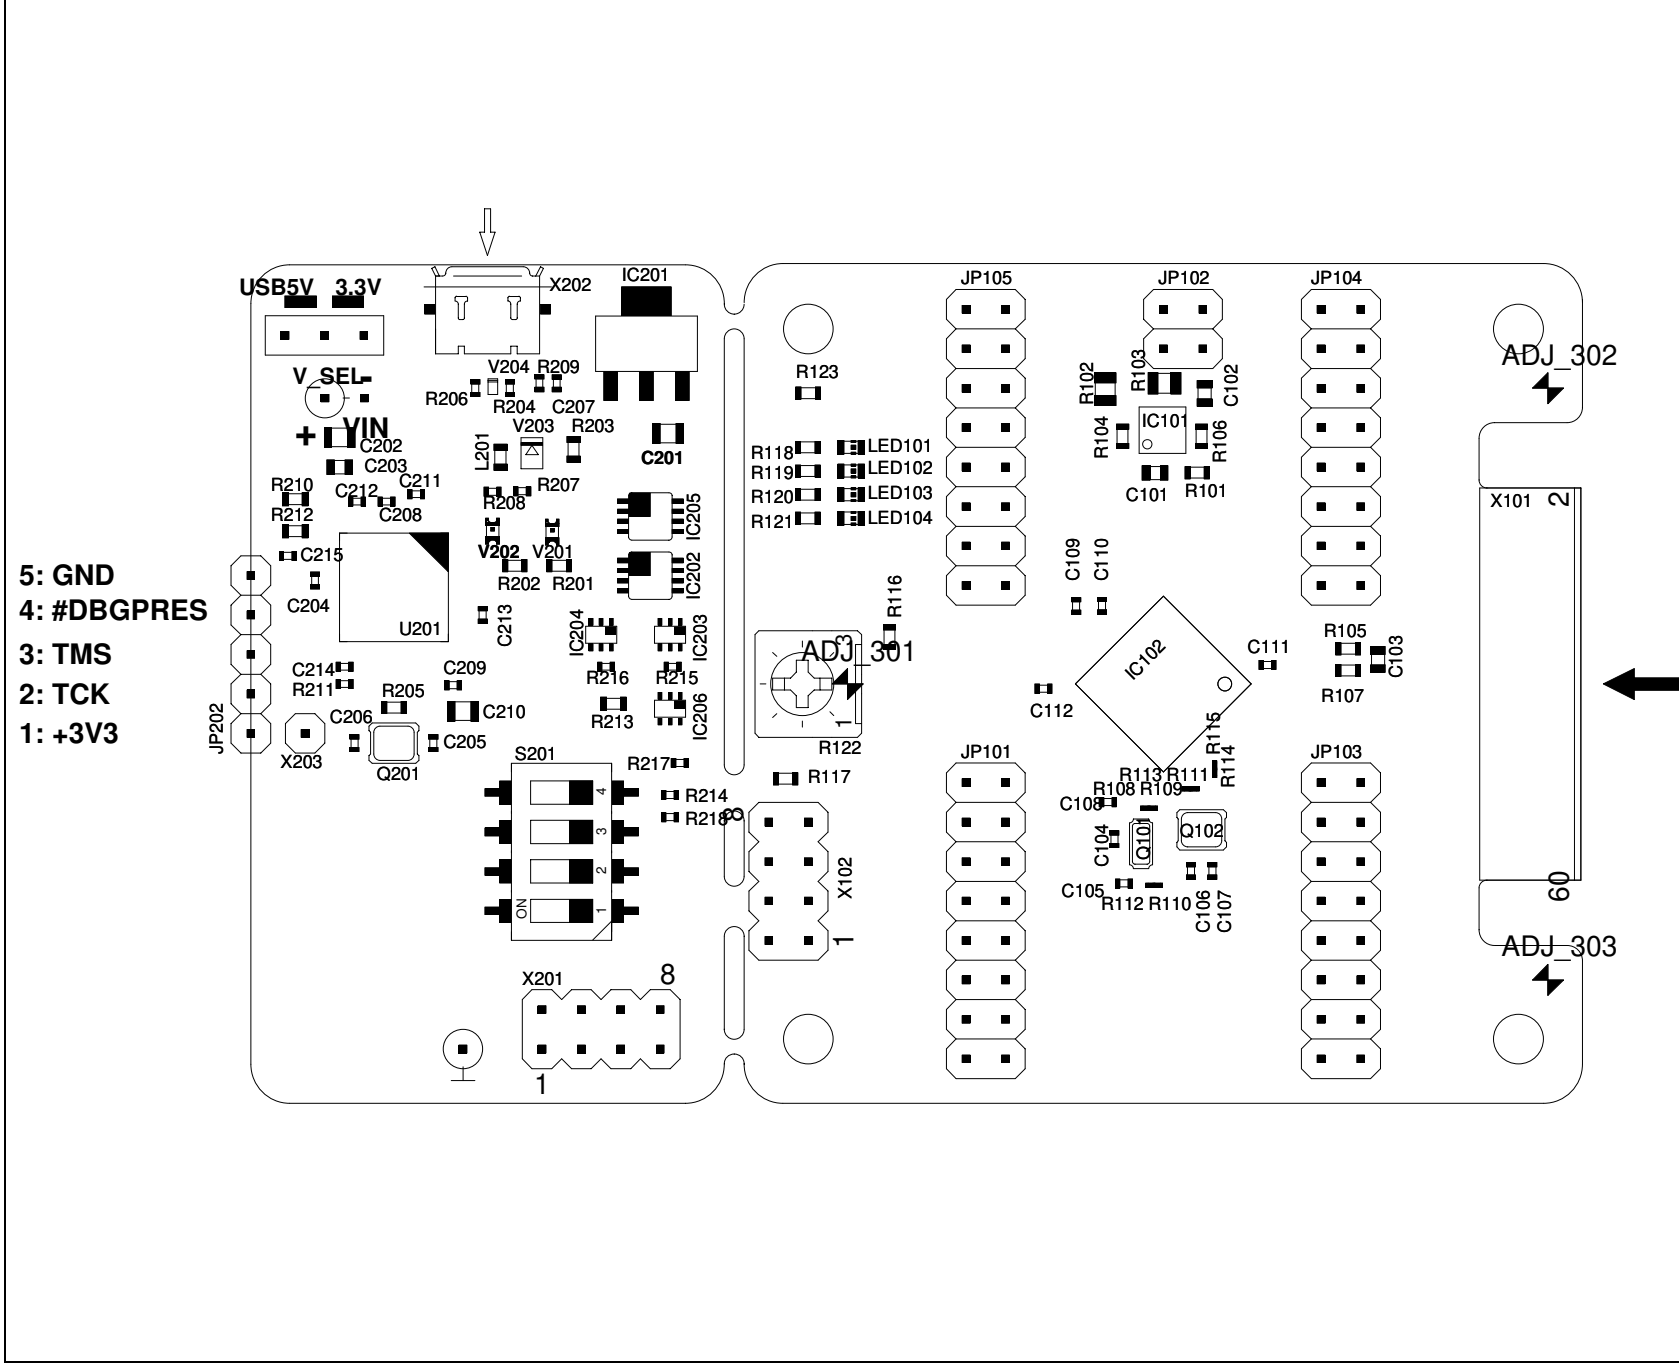 USB5V 3.3V
X202
IC201
JP105
JP102
JP104
V_SEL
-
+
VIN
ADJ_302
V204
R209
R206
R204
C207
R123
R102
R103
C102
V203
R203
L201
C201
C202
C203
R104
IC101
R106
R118
LED101
R119
LED102
R120
LED103
R121
LED104
R210
C212
C211
R212
C208
R208
R207
C101
R101
X101
2
IC205
V202
V201
C215
R202
R201
IC202
C109
C110
5: GND
4: #DBGPRES
3: TMS
2: TCK
1: +3V3
C204
U201
C213
IC204
IC203
R116
ADJ_301
3
1
IC102
C111
R105
C103
R107
C214
R211
C209
R216
R215
R205
C210
R213
IC206
C112
JP202
C206
C205
X203
Q201
R122
R115
S201
R217
R117
JP101
JP103
R114
R113
R111
R214
R218
8
R108
R109
C108
4
3
2
1
ON
C104
Q101
Q102
X102
1
C105
R112
R110
C106
C107
60
ADJ_303
X201
8
1